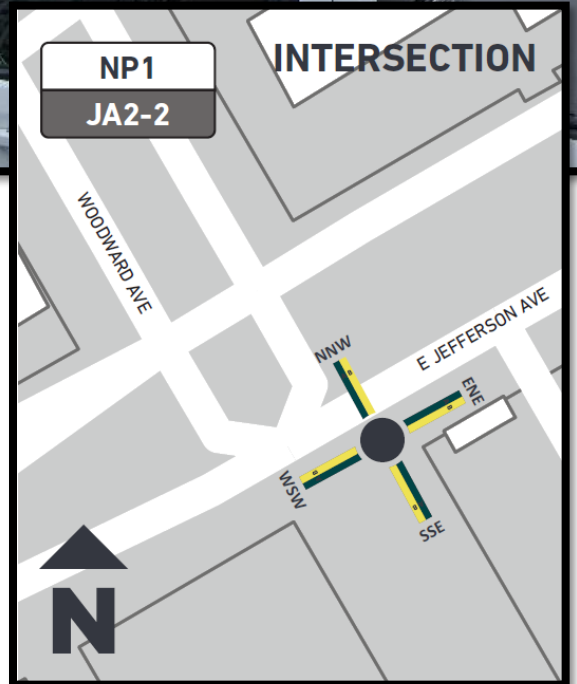 NP1
INTERSECTION
JA2-2
WOODWARD AVE
NNW
E JEFFERSON AVE
ENE
WSW
SSE
N